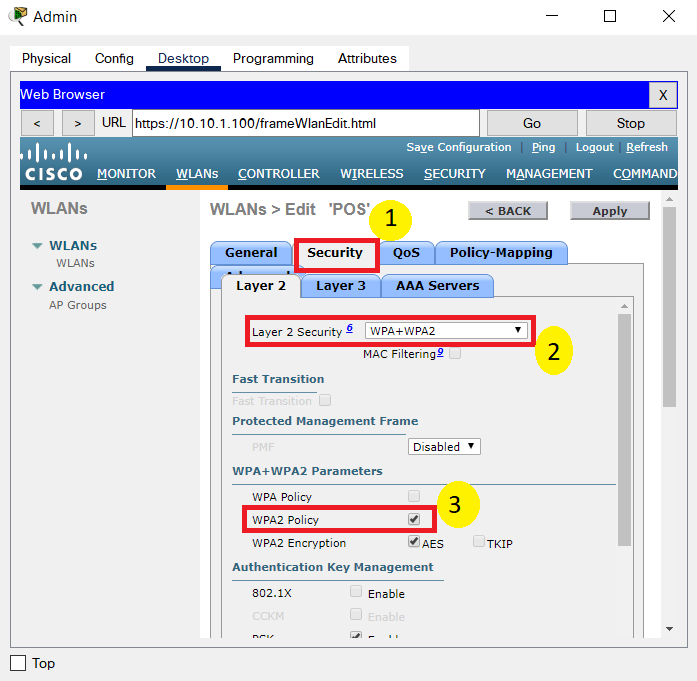 Admin
Physical Config Desktop Programming Attributes
Web Browser X
< > URL https://10.10.1.100/frameWlanEdit.html Go Stop
Save Configuration Ping Logout Refresh
CISCO MONITOR WLANs CONTROLLER WIRELESS SECURITY MANAGEMENT COMMAND
WLANs WLANs > Edit 'POS' 1 < BACK Apply
WLANs
WLANs
Advanced
AP Groups
General Security QoS Policy-Mapping
Layer 2 Layer 3 AAA Servers
Layer 2 Security 6 WPA+WPA2 2
MAC Filtering 9
Fast Transition
Fast Transition
Protected Management Frame
PMF Disabled
WPA+WPA2 Parameters
WPA Policy
WPA2 Policy 3
WPA2 Encryption AES TKIP
Authentication Key Management
802.1X Enable
CCKM Enable
Top